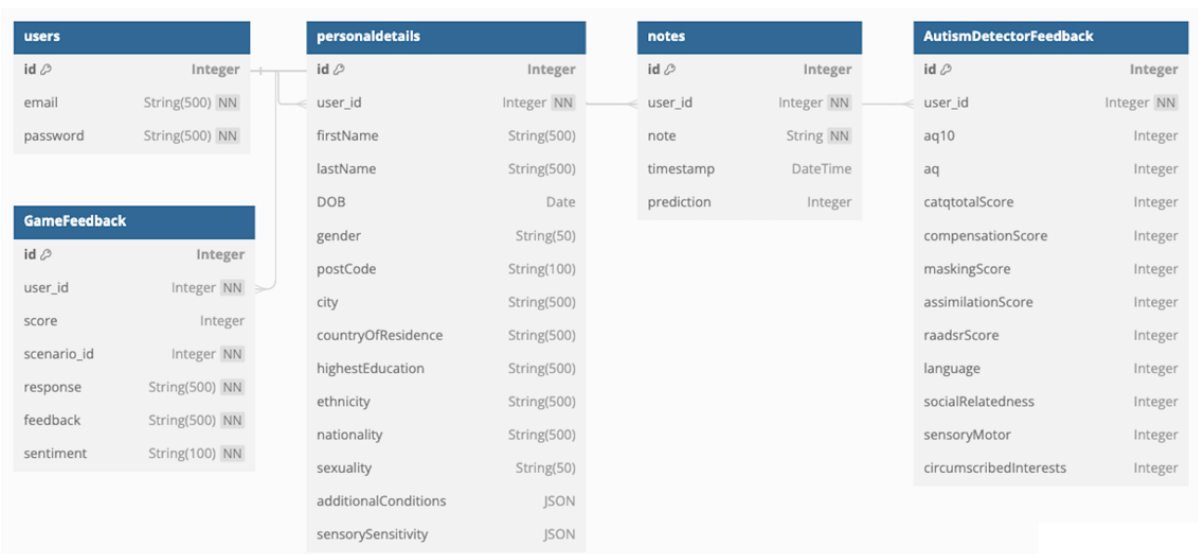 users
id Integer
email String(500) NN
password String(500) NN
GameFeedback
id Integer
user_id Integer NN
score Integer
scenario_id Integer NN
response String(500) NN
feedback String(500) NN
sentiment String(100) NN
personaldetails
id Integer
user_id Integer NN
firstName String(500)
lastName String(500)
DOB Date
gender String(50)
postCode String(100)
city String(500)
countryOfResidence String(500)
highestEducation String(500)
ethnicity String(500)
nationality String(500)
sexuality String(50)
additionalConditions JSON
sensorySensitivity JSON
notes
id Integer
user_id Integer NN
note String NN
timestamp DateTime
prediction Integer
AutismDetectorFeedback
id Integer
user_id Integer NN
aq10 Integer
aq Integer
catqtotalScore Integer
compensationScore Integer
maskingScore Integer
assimilationScore Integer
raadsrScore Integer
language Integer
socialRelatedness Integer
sensoryMotor Integer
circumscribedInterests Integer